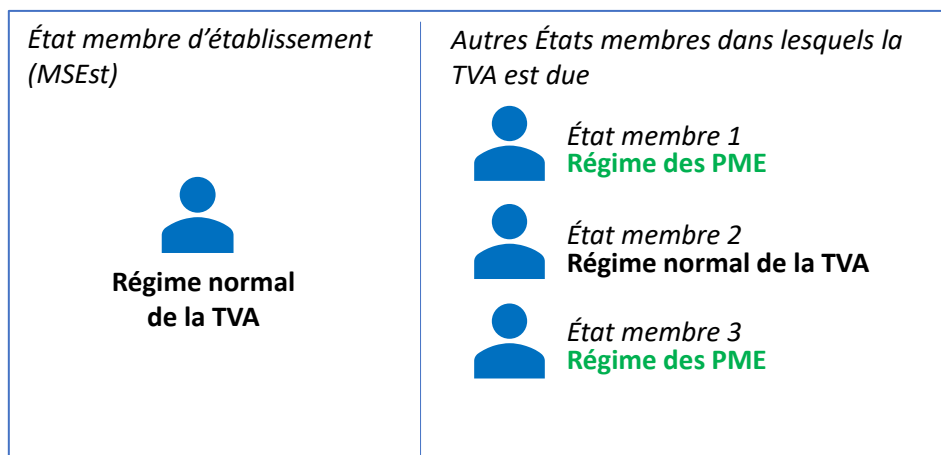 État membre d’établissement
(MSEst)
Régime normal
de la TVA
Autres États membres dans lesquels la
TVA est due
État membre 1
Régime des PME
État membre 2
Régime normal de la TVA
État membre 3
Régime des PME